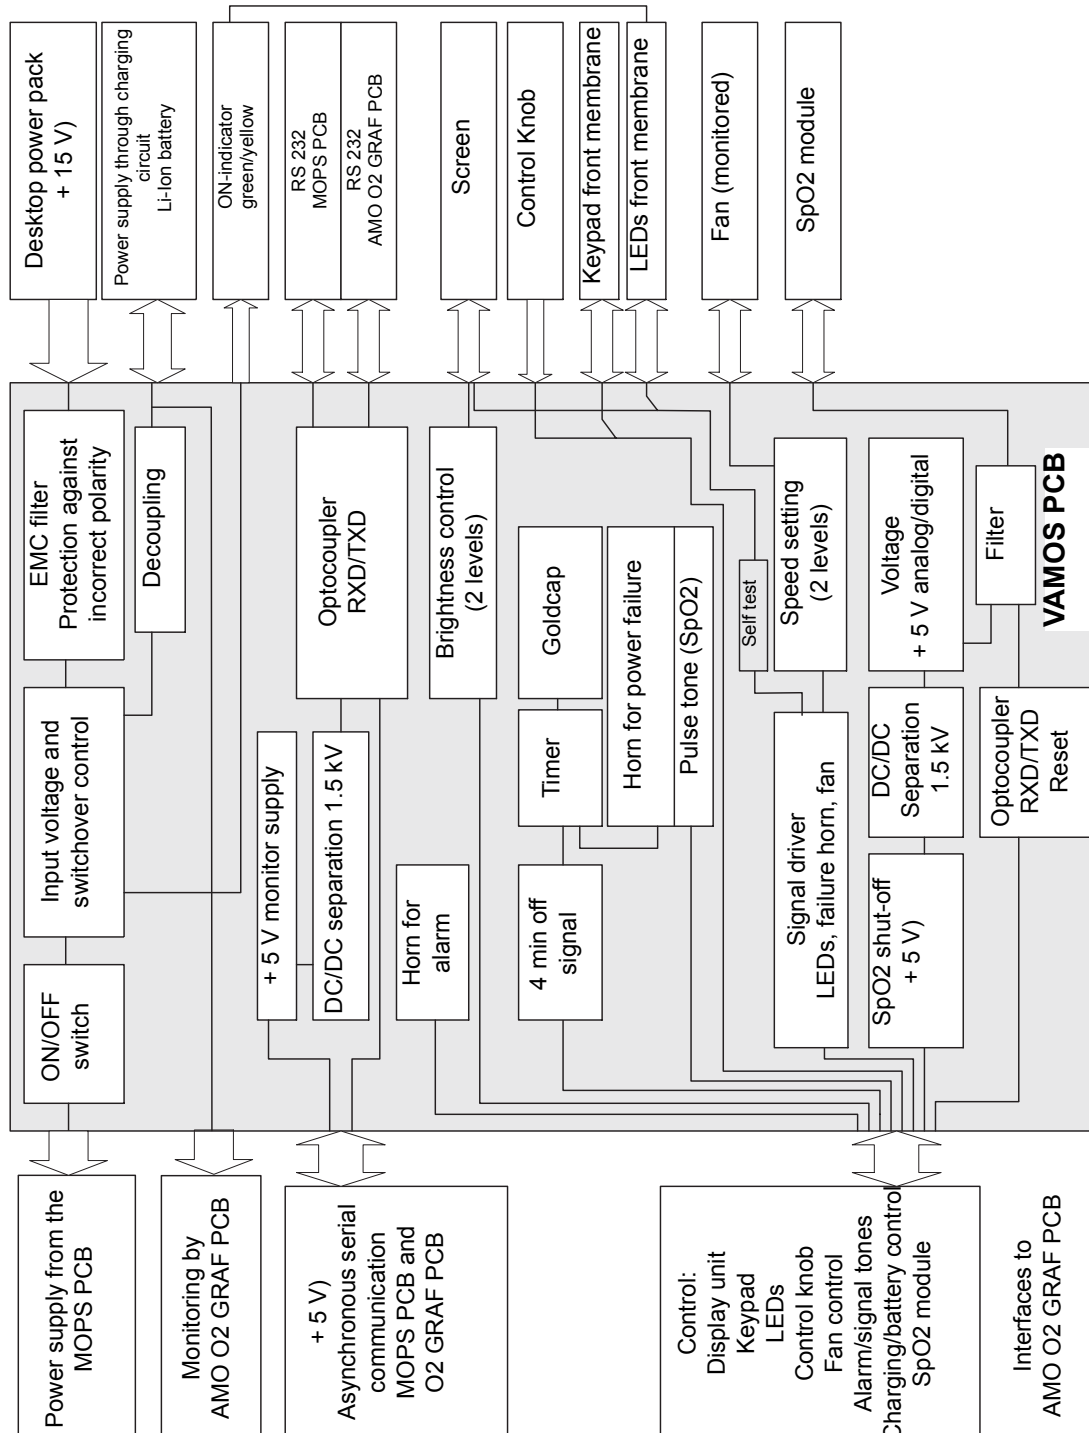 Desktop power pack
+ 15 V)
Power supply through charging
circuit
Li-Ion battery
ON-indicator
green/yellow
RS 232
MOPS PCB
RS 232
AMO O2 GRAF PCB
Screen
Control Knob
Keypad front membrane
LEDs front membrane
Fan (monitored)
SpO2 module
EMC filter
Protection against
incorrect polarity
Decoupling
Optocoupler
RXD/TXD
Brightness control
(2 levels)
Goldcap
Horn for power failure
Pulse tone (SpO2)
Self test
Speed setting
(2 levels)
Voltage
+ 5 V analog/digital
Filter
VAMOS PCB
Input voltage and
switchover control
+ 5 V monitor supply
DC/DC separation 1.5 kV
Timer
Signal driver
LEDs, failure horn, fan
DC/DC
Separation
1.5 kV
Optocoupler
RXD/TXD
Reset
ON/OFF
switch
Horn for
alarm
4 min off
signal
SpO2 shut-off
+ 5 V)
Power supply from the
MOPS PCB
Monitoring by
AMO O2 GRAF PCB
+ 5 V)
Asynchronous serial
communication
MOPS PCB and
O2 GRAF PCB
Control:
Display unit
Keypad
LEDs
Control knob
Fan control
Alarm/signal tones
Charging/battery control
SpO2 module
Interfaces to
AMO O2 GRAF PCB